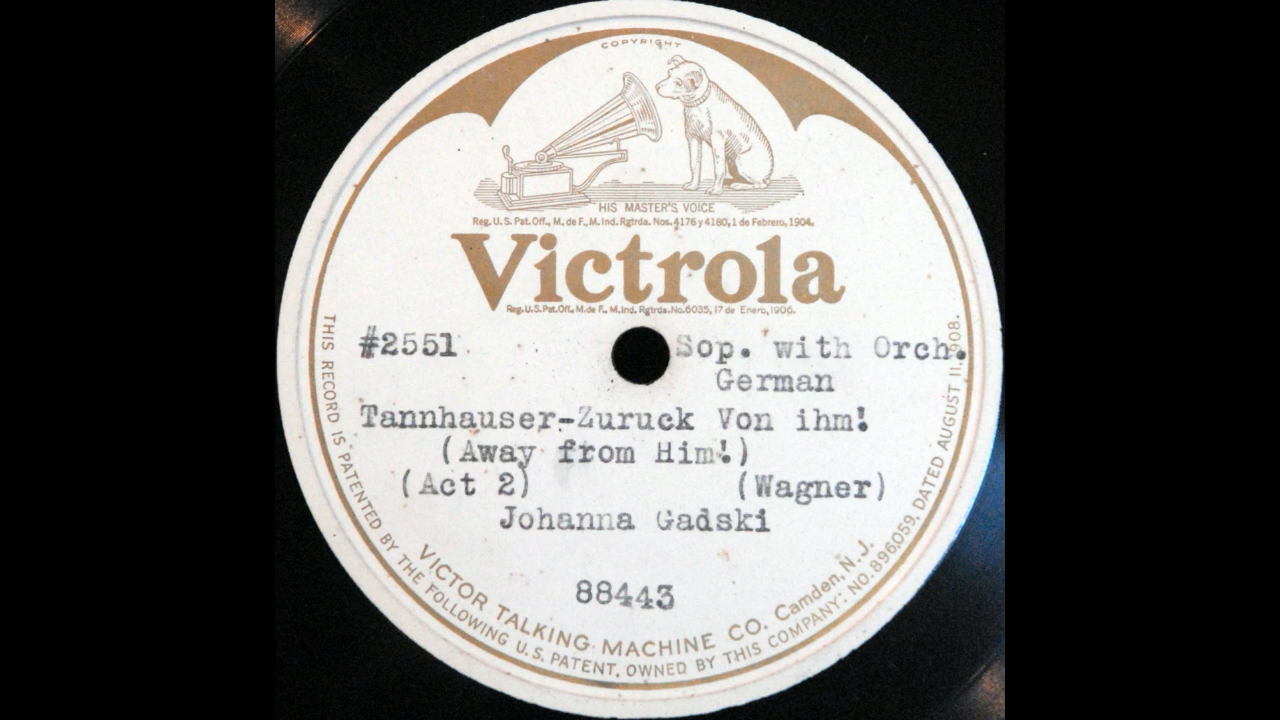 COPYRIGHT
HIS MASTER'S VOICE
Reg. U. S. Pat. Off., M. de F., M. Ind. Rgtrda. Nos. 4176 y 4180, 1 de Febrero, 1904.
Victrola
Reg. U.S. Pat. Off., M. de F., M. Ind. Rgtrda. No. 6035, 17 de Enero, 1906.
#2551 Sop. with Orch.
German
Tannhauser-Zuruck Von ihm!
(Away from Him!)
(Act 2) (Wagner)
Johanna Gadski
88443
VICTOR TALKING MACHINE CO. Camden, N.J.
THIS RECORD IS PATENTED BY THE FOLLOWING U.S. PATENT, OWNED BY THIS COMPANY: NO. 896,059, DATED AUGUST 11, 1908.